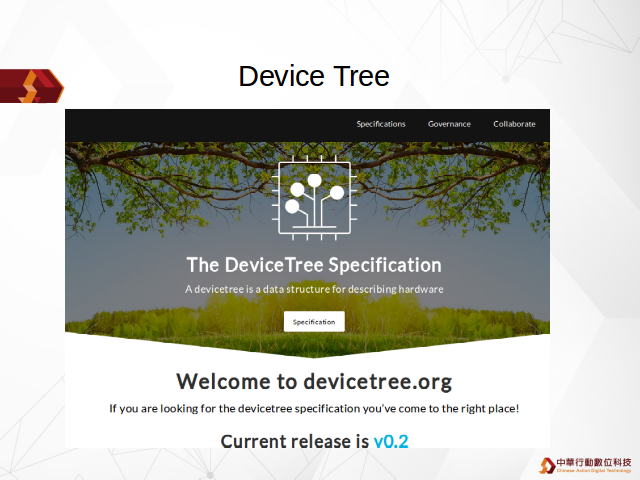 Device Tree
Specifications Governance Collaborate
The DeviceTree Specification
A devicetree is a data structure for describing hardware
Specification
Welcome to devicetree.org
If you are looking for the devicetree specification you've come to the right place!
Current release is v0.2
中華行動數位科技
Chinese Action Digital Technology